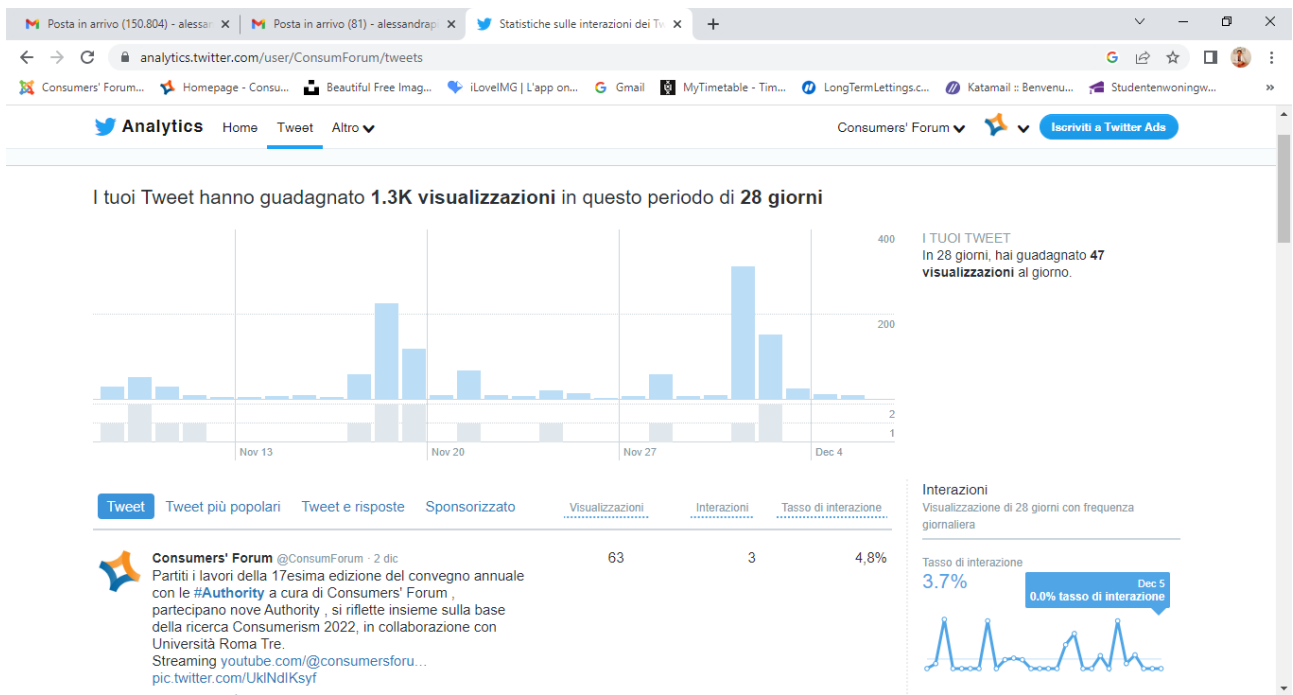 Posta in arrivo (150.804) - alessan
Posta in arrivo (81) - alessandrap
Statistiche sulle interazioni dei Tw
analytics.twitter.com/user/ConsumForum/tweets
Consumers' Forum...
Homepage - Consu...
Beautiful Free Imag...
iLoveIMG | L'app on...
Gmail
MyTimetable - Tim...
LongTermLettings.c...
Katamail :: Benvenu...
Studentenwoningw...
Analytics
Home
Tweet
Altro
Consumers' Forum
Iscriviti a Twitter Ads
I tuoi Tweet hanno guadagnato 1.3K visualizzazioni in questo periodo di 28 giorni
400
200
2
1
Nov 13
Nov 20
Nov 27
Dec 4
I TUOI TWEET
In 28 giorni, hai guadagnato 47
visualizzazioni al giorno.
Tweet
Tweet più popolari
Tweet e risposte
Sponsorizzato
Visualizzazioni
Interazioni
Tasso di interazione
Consumers' Forum @ConsumForum · 2 dic
Partiti i lavori della 17esima edizione del convegno annuale
con le #Authority a cura di Consumers' Forum ,
partecipano nove Authority , si riflette insieme sulla base
della ricerca Consumerism 2022, in collaborazione con
Università Roma Tre.
Streaming youtube.com/@consumersforu…
pic.twitter.com/UklNdlKsyf
63
3
4,8%
Interazioni
Visualizzazione di 28 giorni con frequenza
giornaliera
Tasso di interazione
3.7%
Dec 5
0.0% tasso di interazione